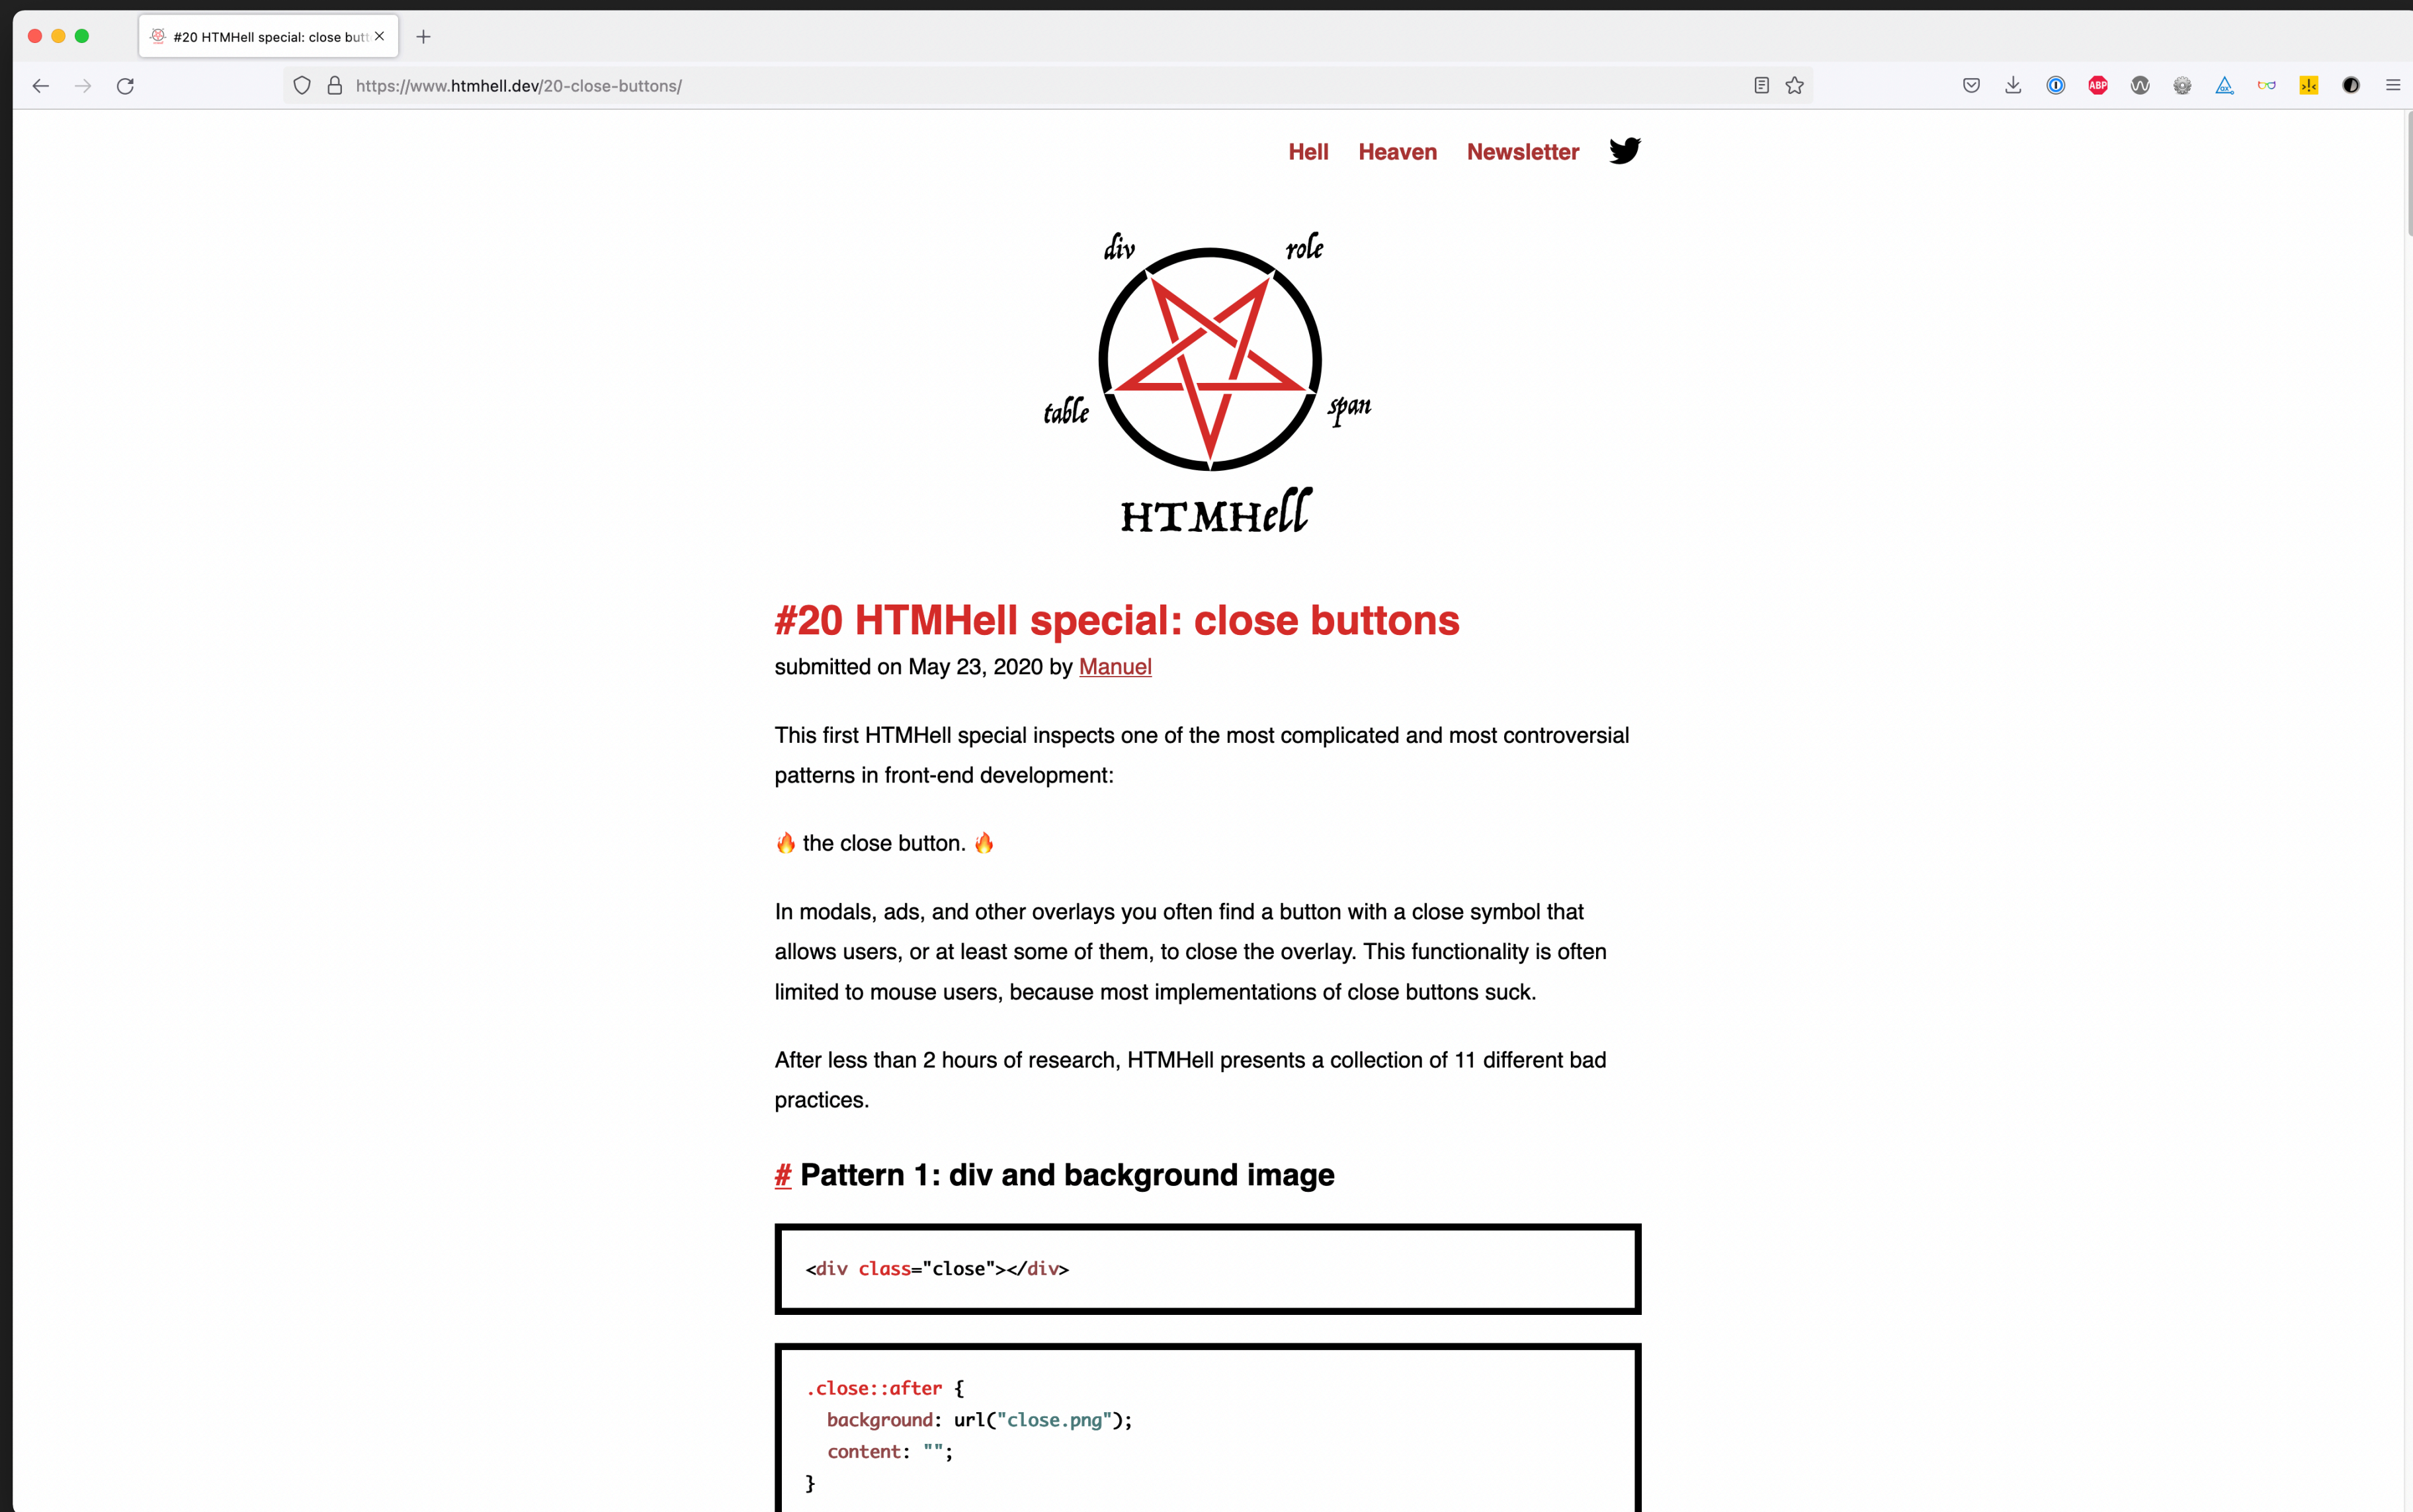 #20 HTMHell special: close butt
https://www.htmhell.dev/20-close-buttons/
ABP
Hell Heaven Newsletter
div role
table span
HTMHell
#20 HTMHell special: close buttons
submitted on May 23, 2020 by Manuel
This first HTMHell special inspects one of the most complicated and most controversial
patterns in front-end development:
🔥 the close button. 🔥
In modals, ads, and other overlays you often find a button with a close symbol that
allows users, or at least some of them, to close the overlay. This functionality is often
limited to mouse users, because most implementations of close buttons suck.
After less than 2 hours of research, HTMHell presents a collection of 11 different bad
practices.
# Pattern 1: div and background image
<div class="close"></div>
.close::after {
  background: url("close.png");
  content: "";
}